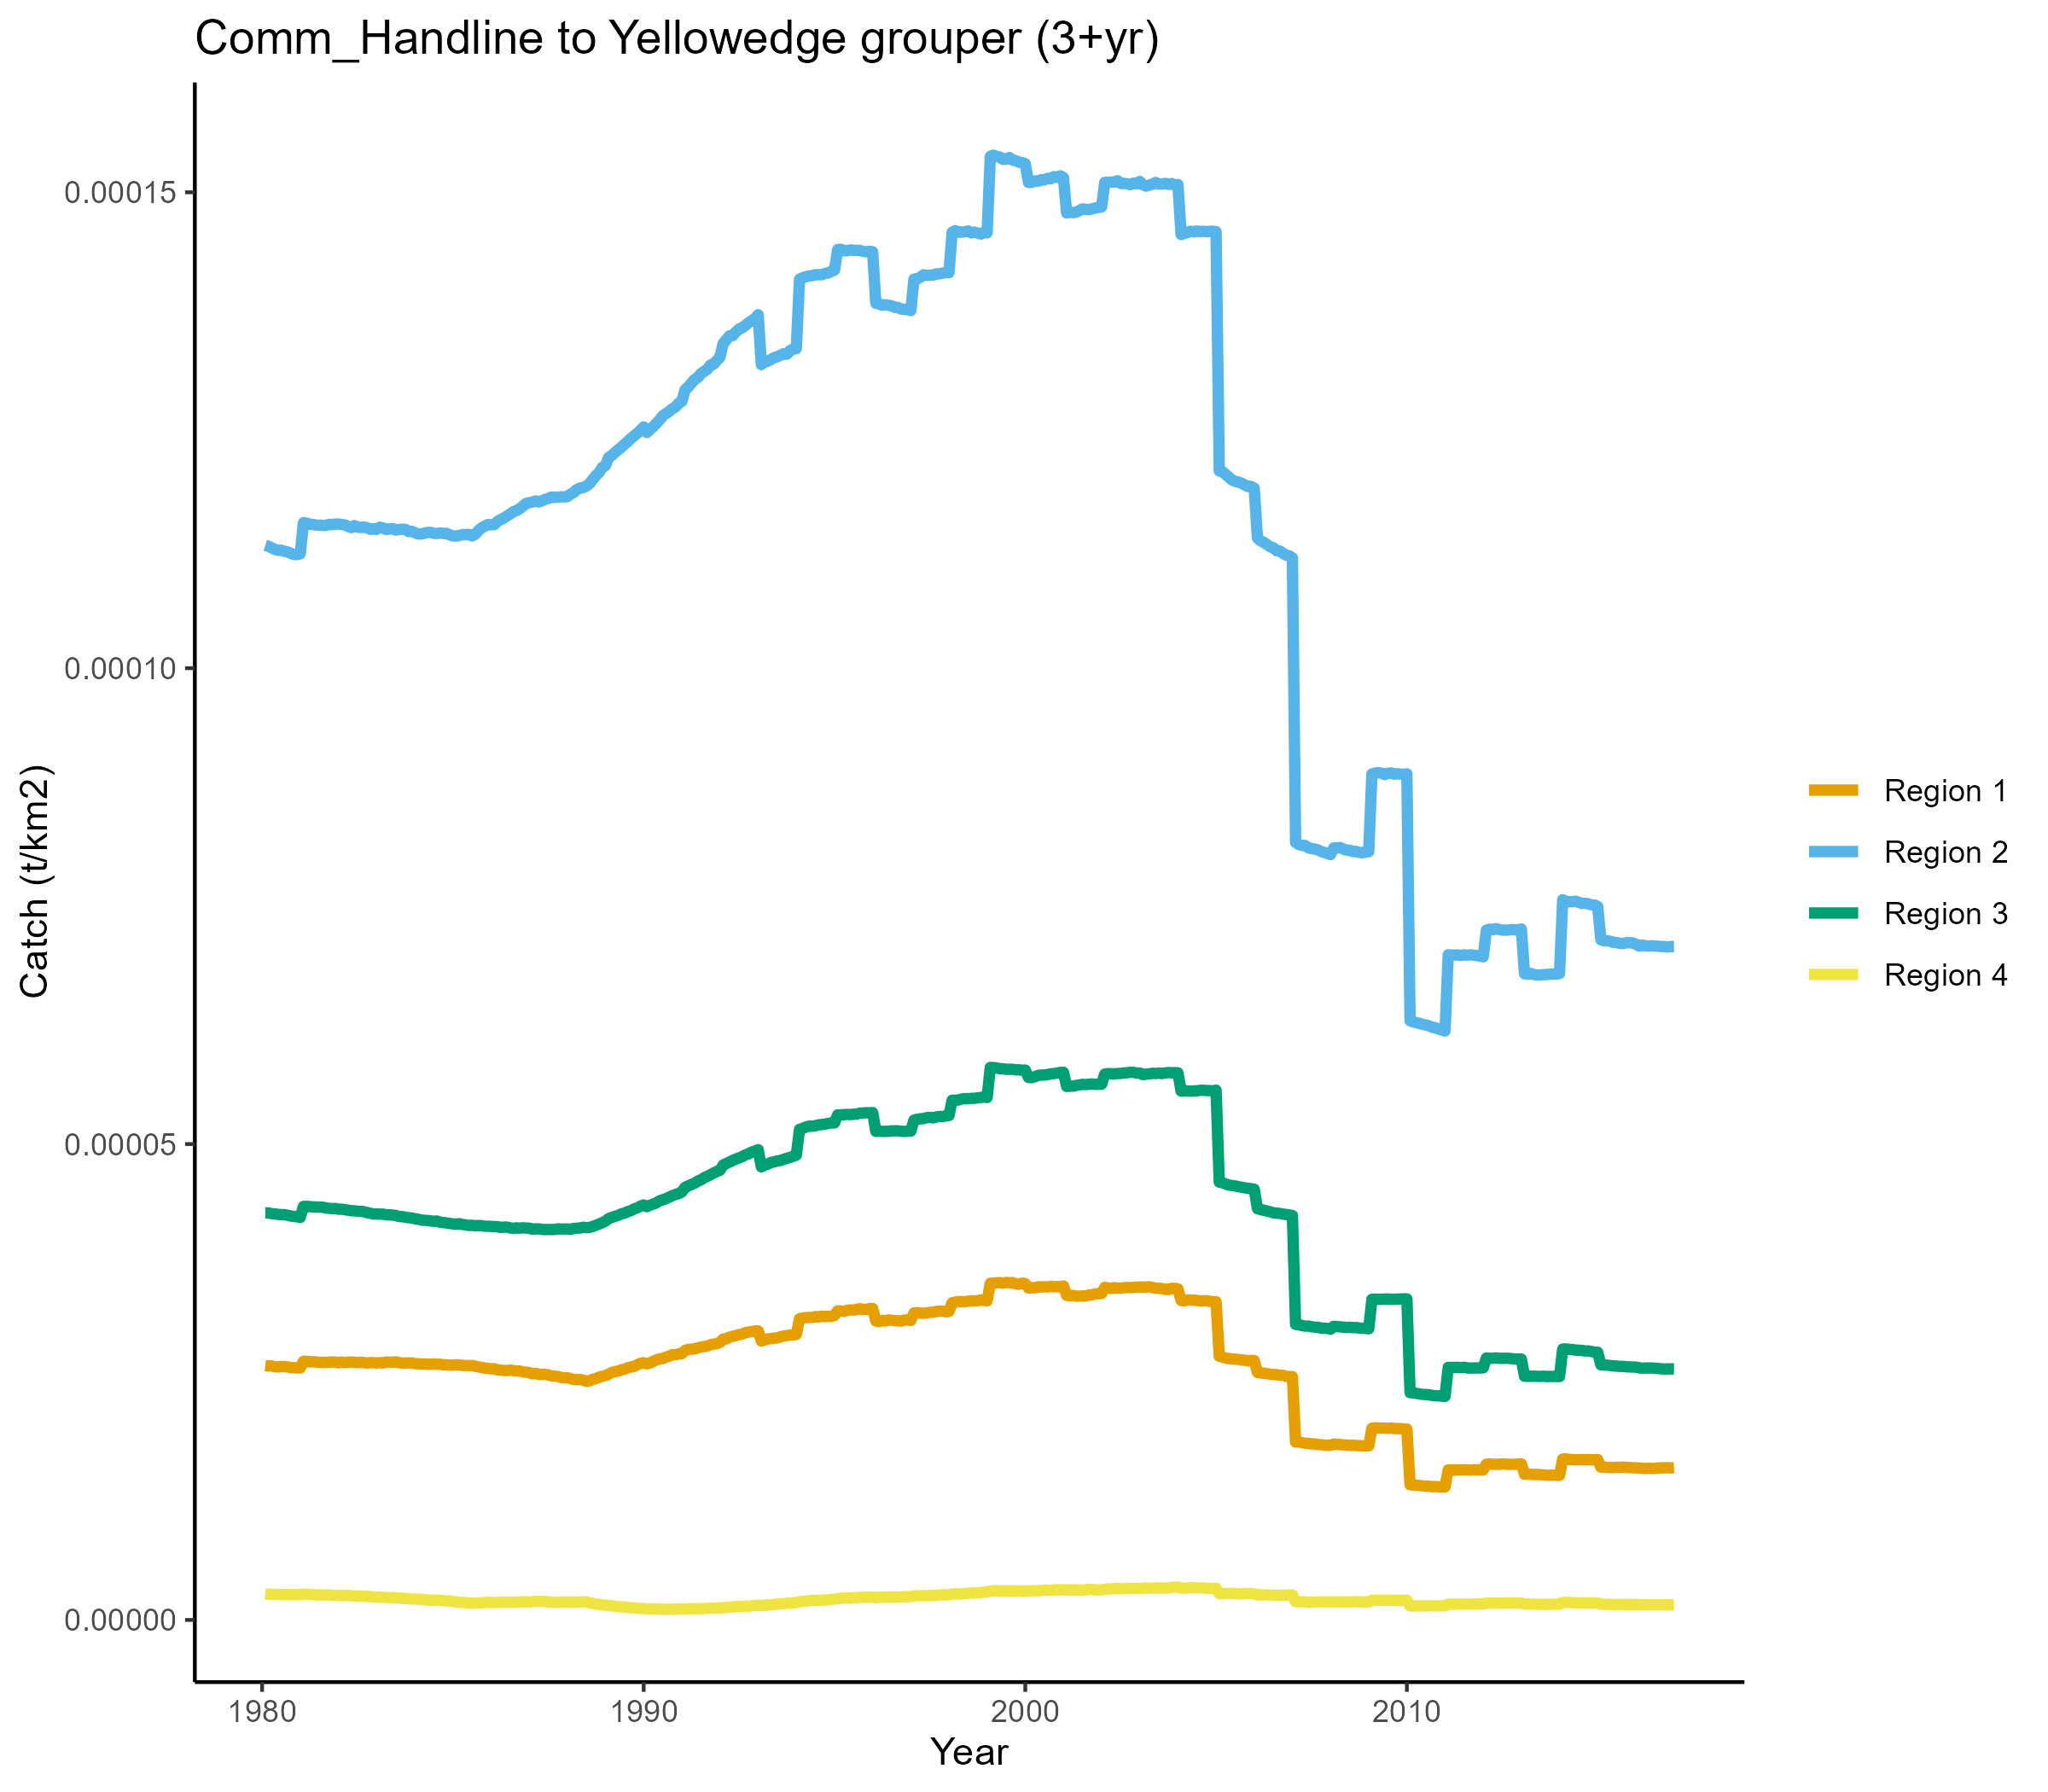 Comm_Handline to Yellowedge grouper (3+yr)
Catch (t/km2)
0.00015
0.00010
0.00005
0.00000
1980
1990
2000
2010
Year
Region 1
Region 2
Region 3
Region 4